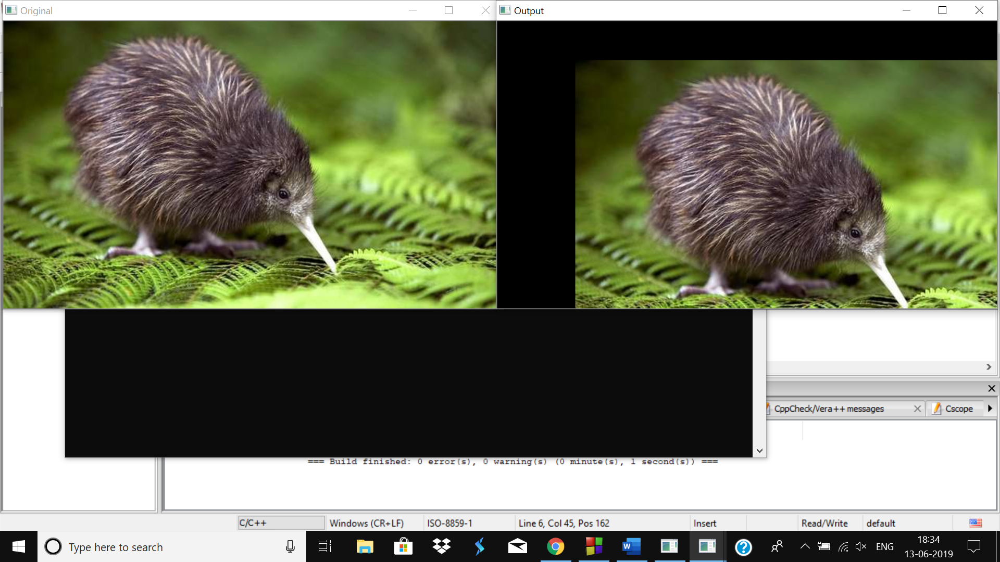 Original
Output
CppCheck/Vera++ messages
Cscope
=== Build finished: 0 error(s), 0 warning(s) (0 minute(s), 1 second(s)) ===
C/C++
Windows (CR+LF)
ISO-8859-1
Line 6, Col 45, Pos 162
Insert
Read/Write
default
Type here to search
ENG
18:34
13-06-2019